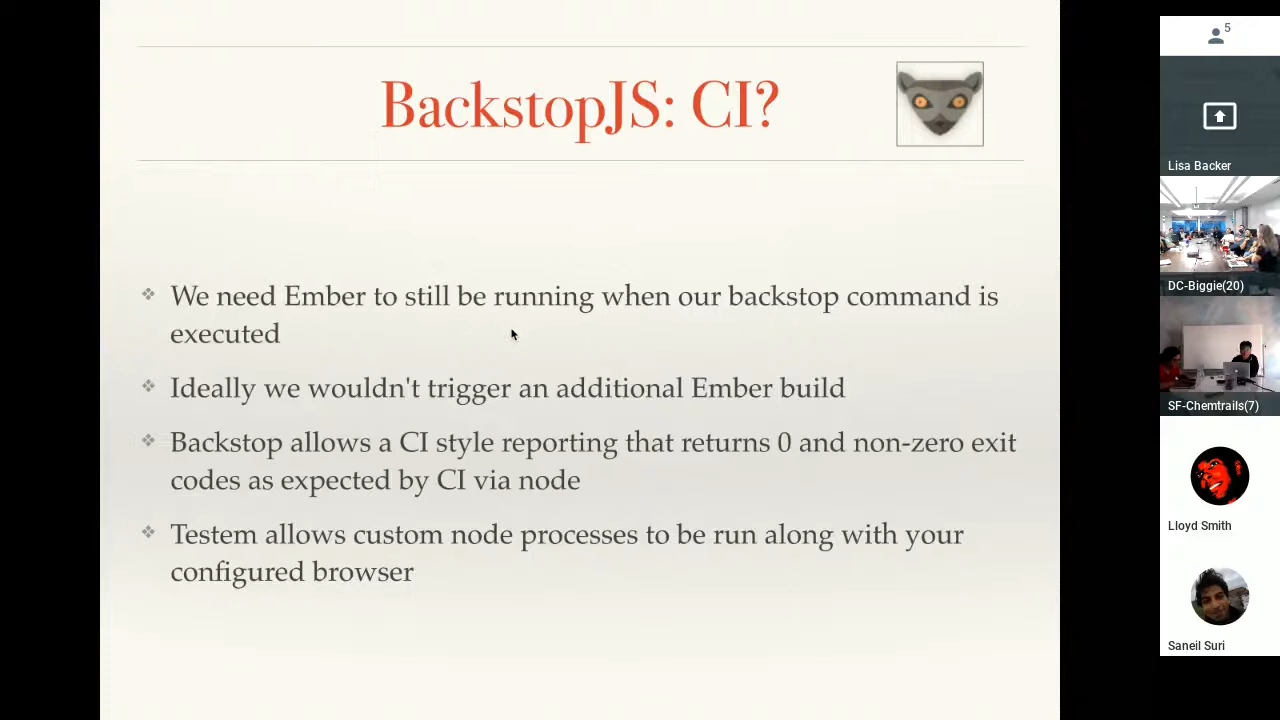 BackstopJS: CI?
❖ We need Ember to still be running when our backstop command is
executed
❖ Ideally we wouldn't trigger an additional Ember build
❖ Backstop allows a CI style reporting that returns 0 and non-zero exit
codes as expected by CI via node
❖ Testem allows custom node processes to be run along with your
configured browser
5
Lisa Backer
DC-Biggie(20)
SF-Chemtrails(7)
Lloyd Smith
Saneil Suri